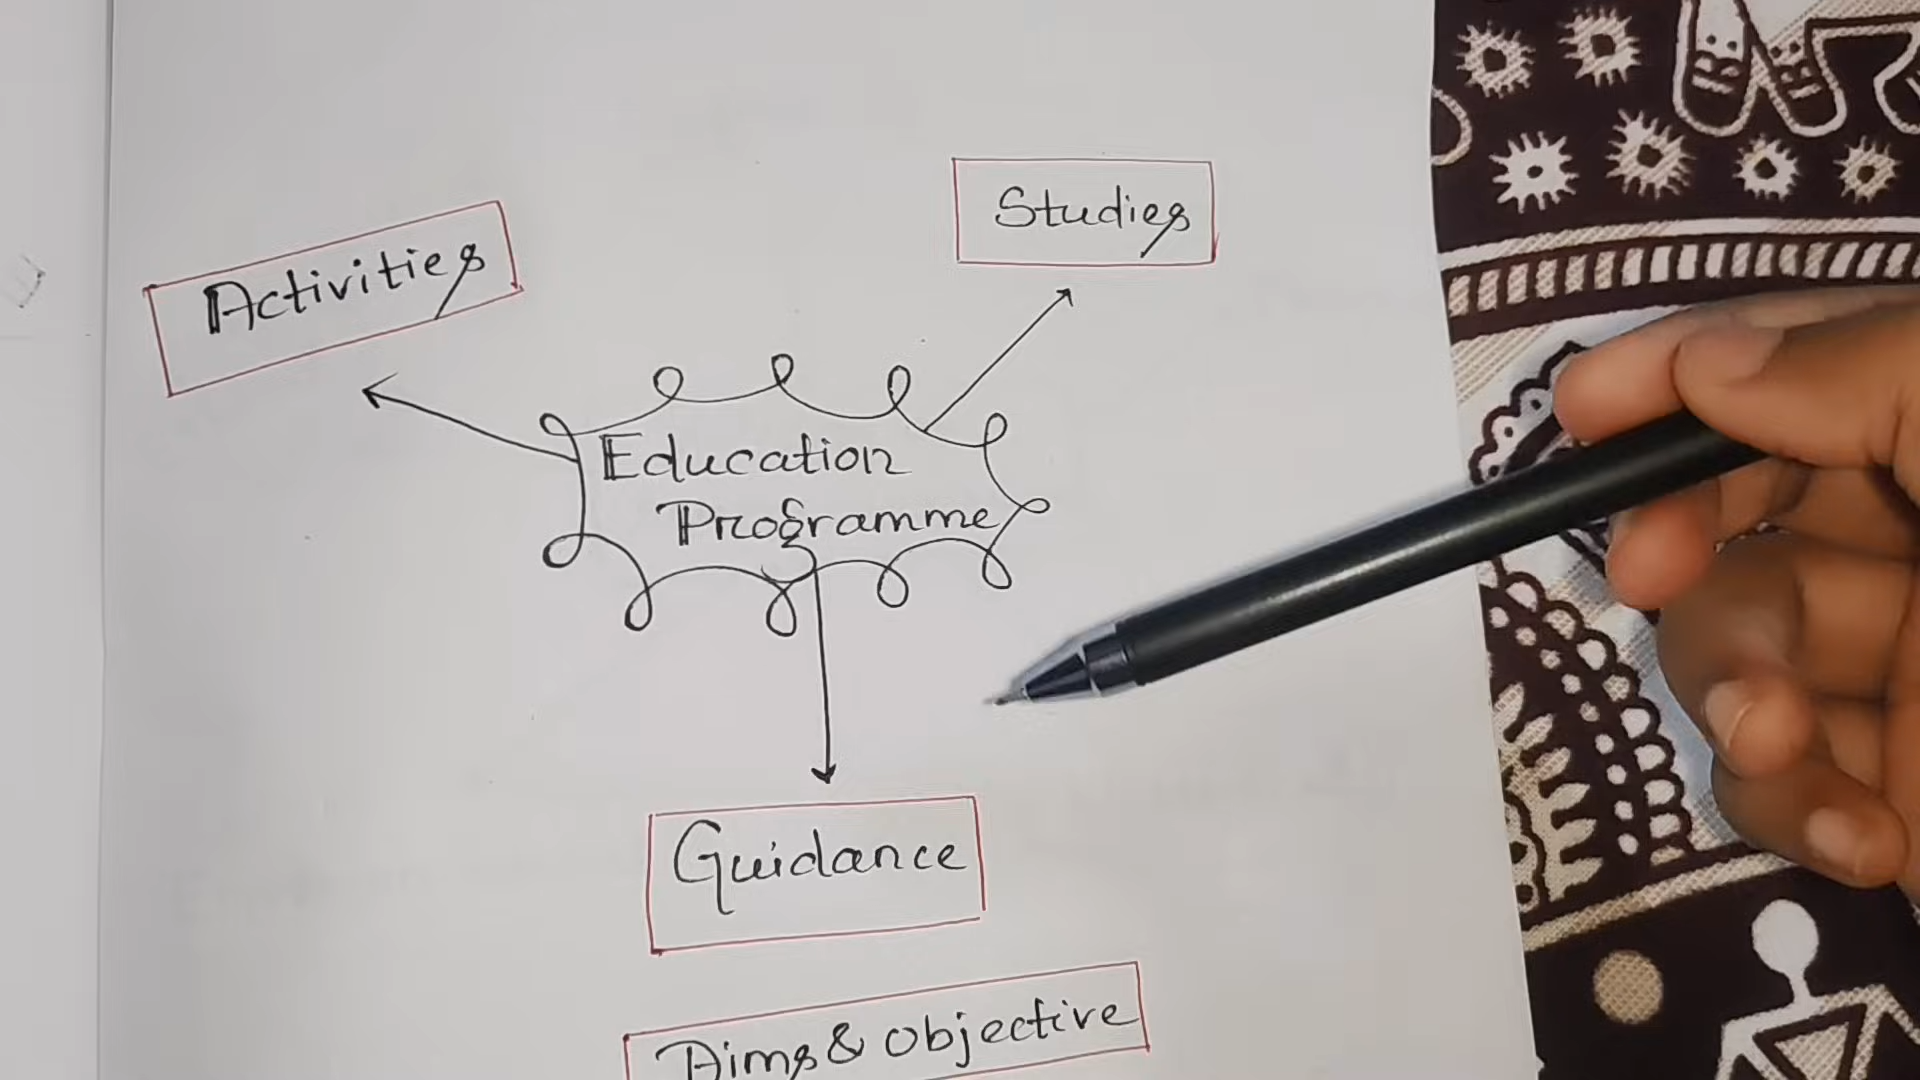 Studies
Activities
Education
Programme
Guidance
Aims & objective